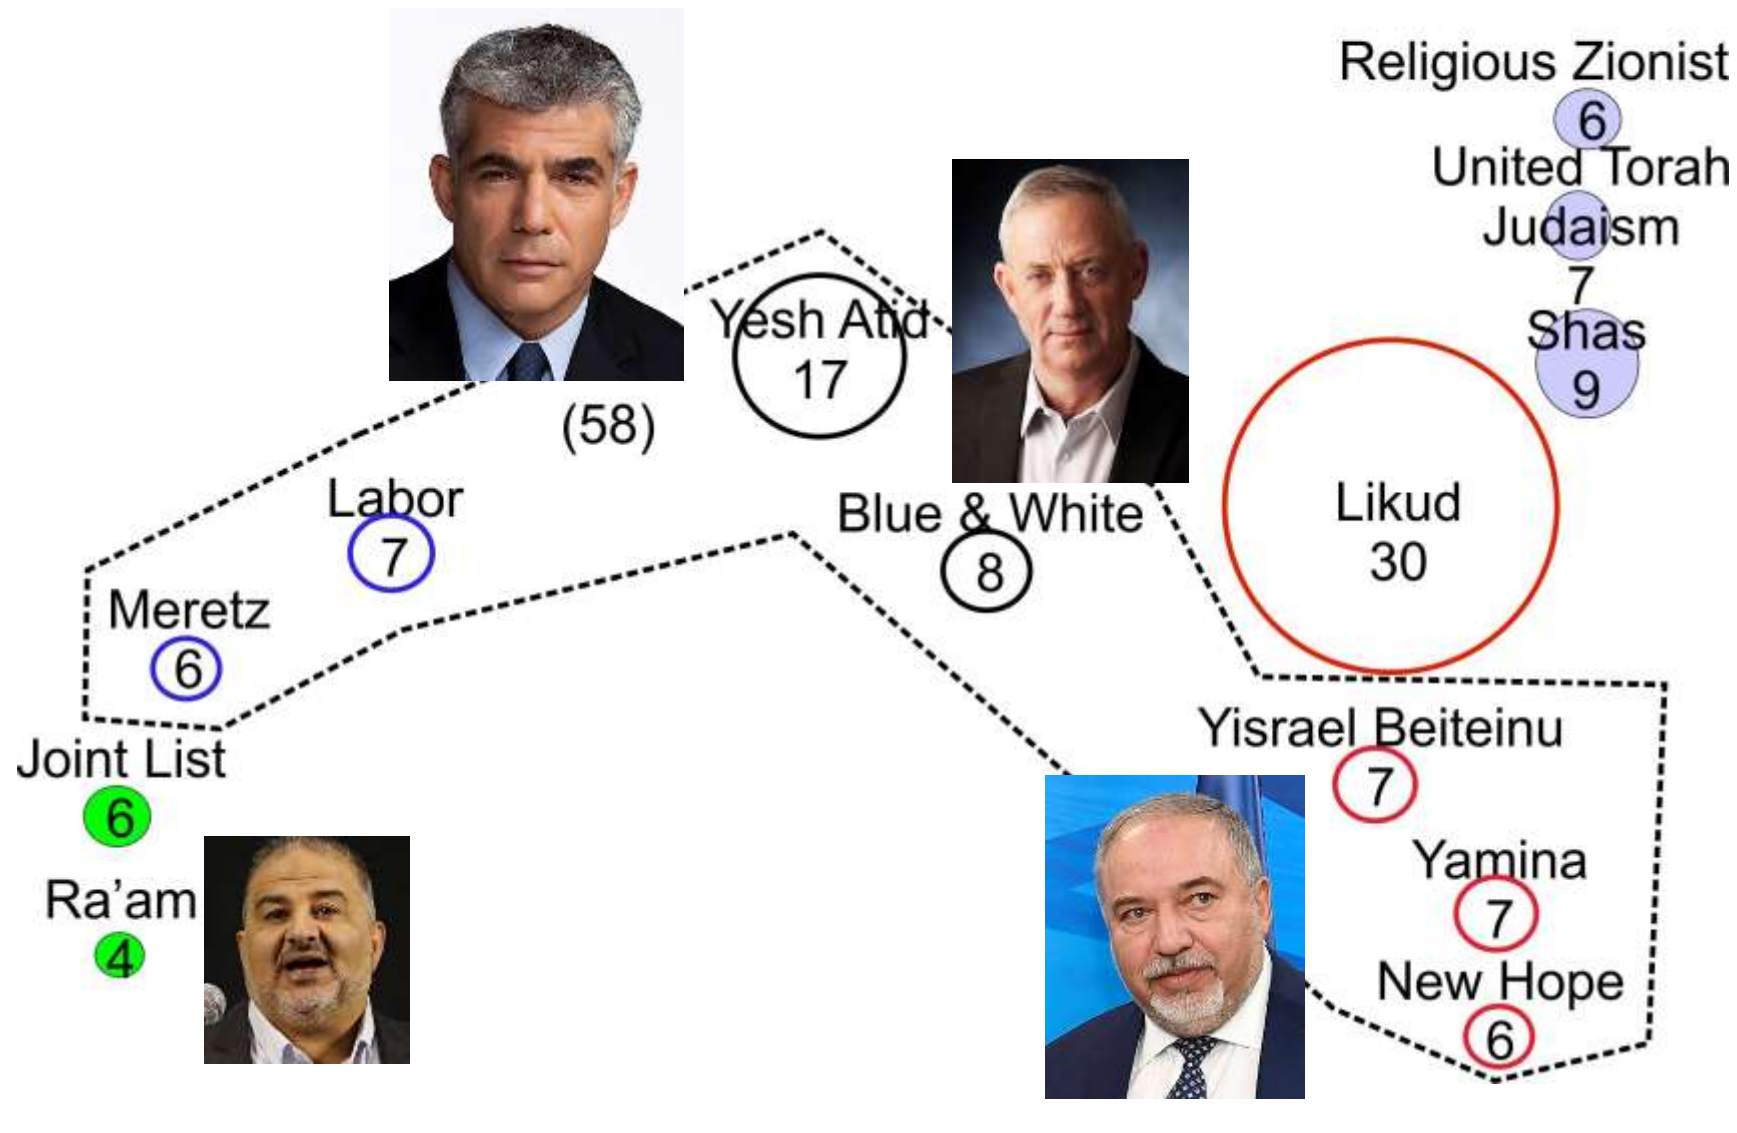 Religious Zionist
6
United Torah
Judaism
7
Shas
9
Yesh Atid
17
(58)
Likud
30
Labor
7
Blue & White
8
Meretz
6
Yisrael Beiteinu
7
Joint List
6
Yamina
7
Ra'am
4
New Hope
6